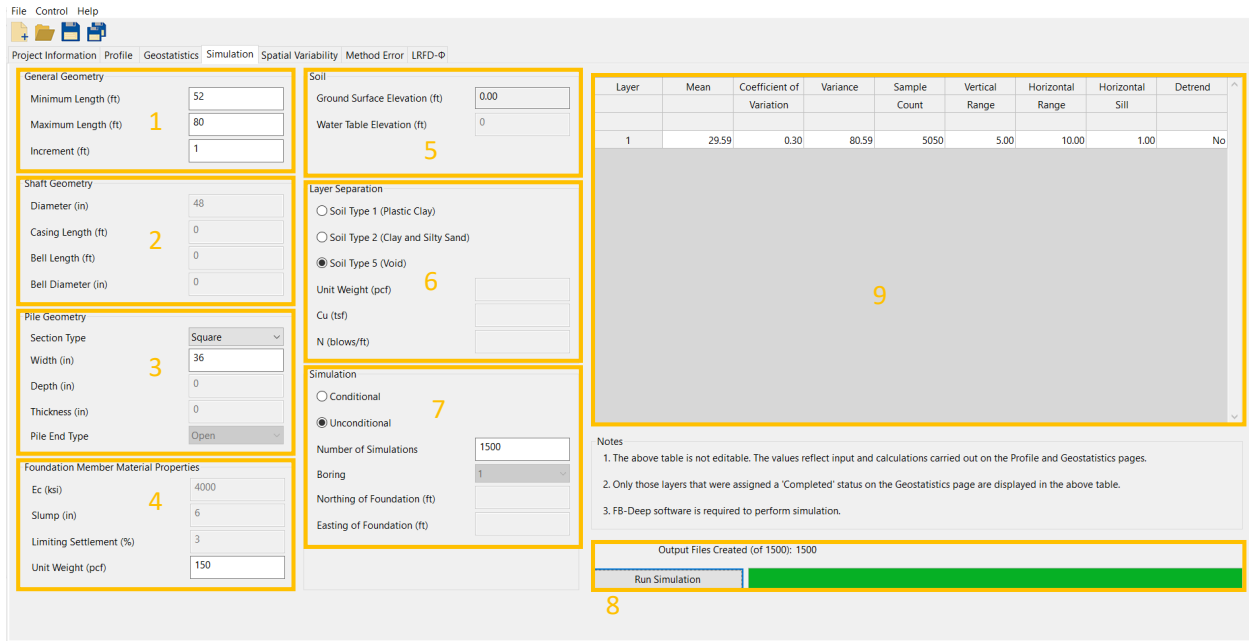 File Control Help
Project Information Profile Geostatistics Simulation Spatial Variability Method Error LRFD-Φ
General Geometry
Minimum Length (ft) 52
Maximum Length (ft) 80
Increment (ft) 1
1
Shaft Geometry
Diameter (in) 48
Casing Length (ft) 0
Bell Length (ft) 0
Bell Diameter (in) 0
2
Pile Geometry
Section Type Square
Width (in) 36
Depth (in) 0
Thickness (in) 0
Pile End Type Open
3
Foundation Member Material Properties
Ec (ksi) 4000
Slump (in) 6
Limiting Settlement (%) 3
Unit Weight (pcf) 150
4
Soil
Ground Surface Elevation (ft) 0.00
Water Table Elevation (ft) 0
5
Layer Separation
Soil Type 1 (Plastic Clay)
Soil Type 2 (Clay and Silty Sand)
Soil Type 5 (Void)
Unit Weight (pcf)
Cu (tsf)
N (blows/ft)
6
Simulation
Conditional
Unconditional
Number of Simulations 1500
Boring 1
Northing of Foundation (ft)
Easting of Foundation (ft)
7
Layer Mean Coefficient of Variance Sample Vertical Horizontal Horizontal Detrend
Variation Count Range Range Sill
1 29.59 0.30 80.59 5050 5.00 10.00 1.00 No
9
Notes
1. The above table is not editable. The values reflect input and calculations carried out on the Profile and Geostatistics pages.
2. Only those layers that were assigned a 'Completed' status on the Geostatistics page are displayed in the above table.
3. FB-Deep software is required to perform simulation.
Output Files Created (of 1500): 1500
Run Simulation
8